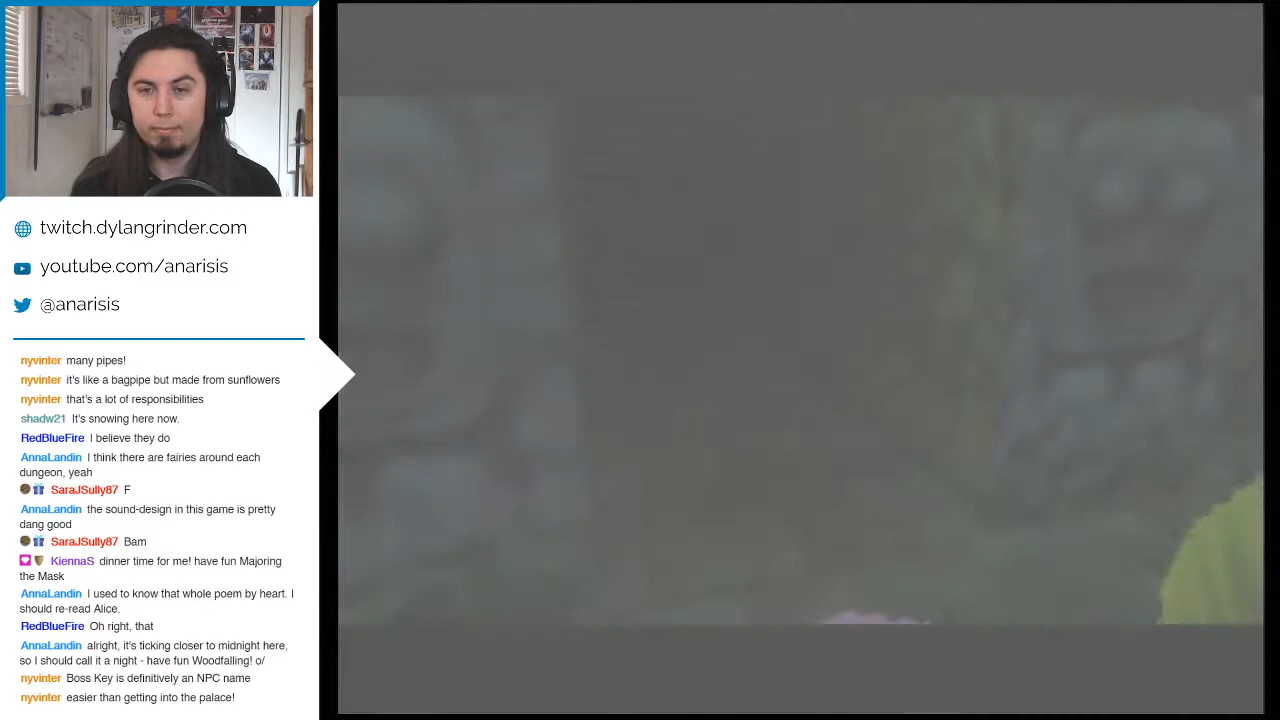 twitch.dylangrinder.com
youtube.com/anarisis
@anarisis
nyvinter many pipes!
nyvinter it's like a bagpipe but made from sunflowers
nyvinter that's a lot of responsibilities
shadw21 It's snowing here now.
RedBlueFire I believe they do
AnnaLandin I think there are fairies around each
dungeon, yeah
SaraJSully87 F
AnnaLandin the sound-design in this game is pretty
dang good
SaraJSully87 Bam
KiennaS dinner time for me! have fun Majoring
the Mask
AnnaLandin I used to know that whole poem by heart. I
should re-read Alice.
RedBlueFire Oh right, that
AnnaLandin alright, it's ticking closer to midnight here,
so I should call it a night - have fun Woodfalling! o/
nyvinter Boss Key is definitively an NPC name
nyvinter easier than getting into the palace!